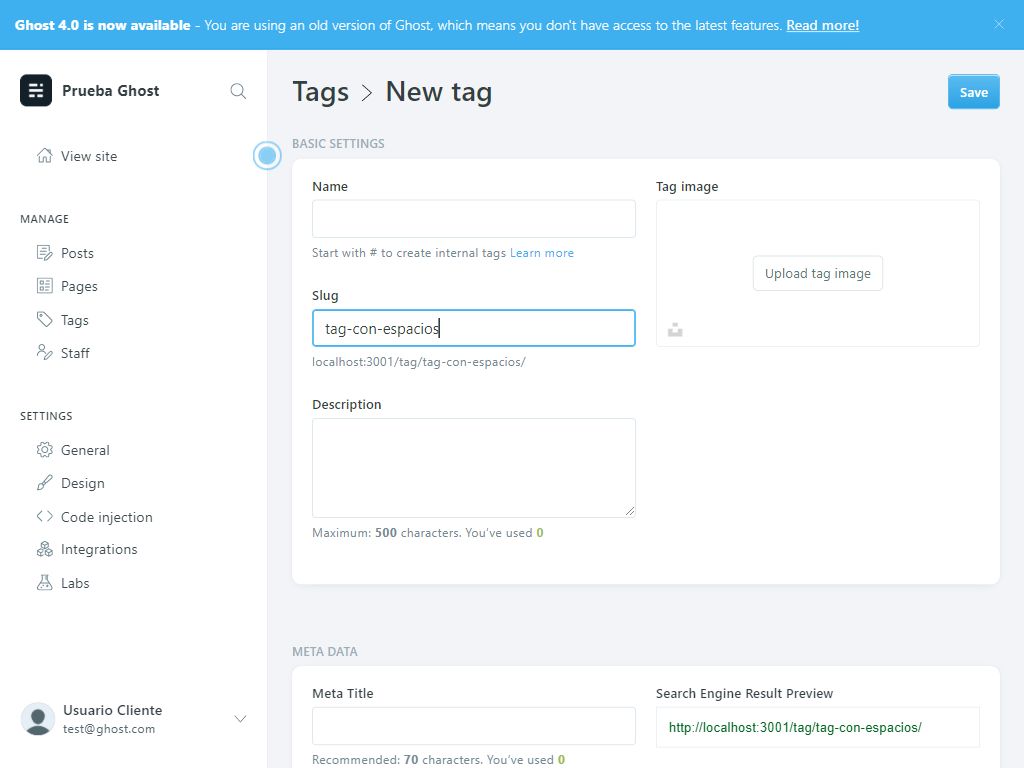 Ghost 4.0 is now available - You are using an old version of Ghost, which means you don't have access to the latest features. Read more!
Prueba Ghost
View site
MANAGE
Posts
Pages
Tags
Staff
SETTINGS
General
Design
Code injection
Integrations
Labs
Usuario Cliente
test@ghost.com
Tags > New tag
Save
BASIC SETTINGS
Name
Start with # to create internal tags Learn more
Slug
tag-con-espacios
localhost:3001/tag/tag-con-espacios/
Description
Maximum: 500 characters. You've used 0
Tag image
Upload tag image
META DATA
Meta Title
Recommended: 70 characters. You've used 0
Search Engine Result Preview
http://localhost:3001/tag/tag-con-espacios/